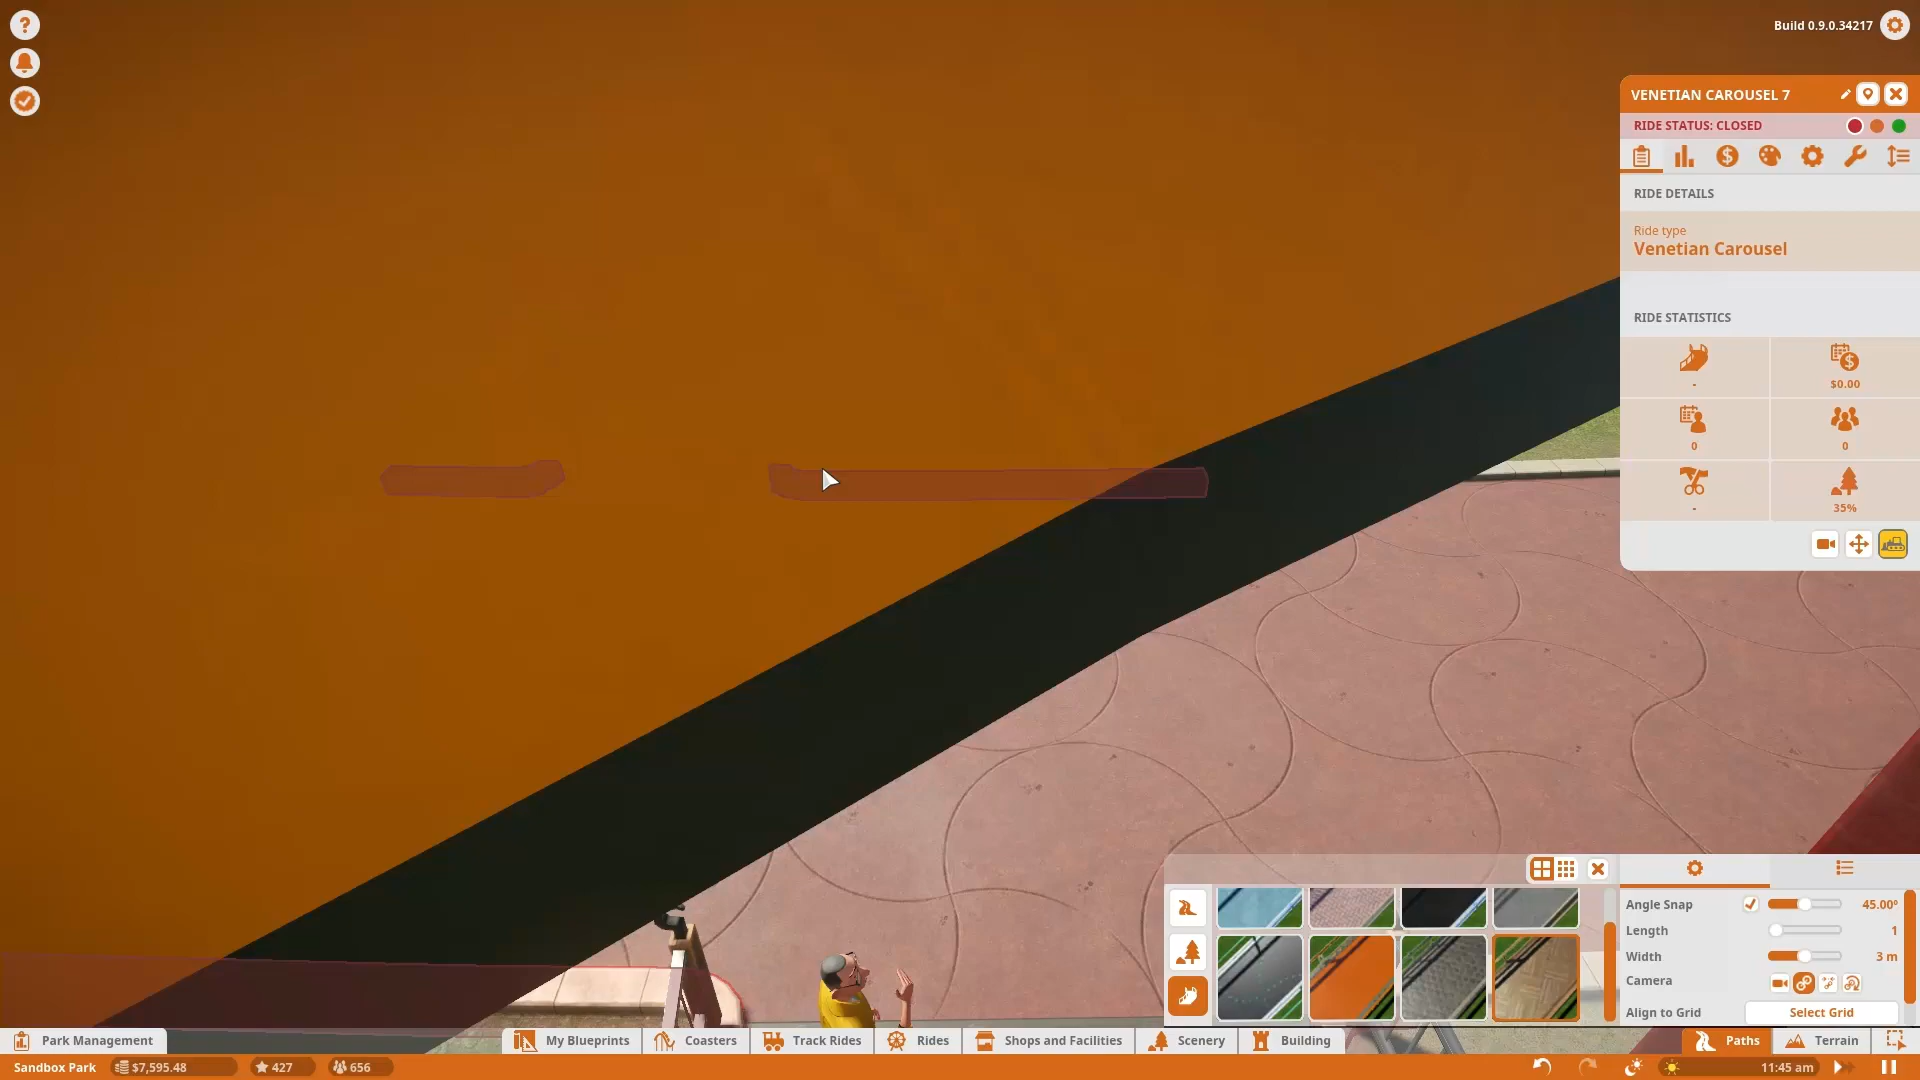 Build 0.9.0.34217
VENETIAN CAROUSEL 7
RIDE STATUS: CLOSED
RIDE DETAILS
Ride type
Venetian Carousel
RIDE STATISTICS
-
$0.00
0
0
-
35%
Angle Snap
45.00°
Length
1
Width
3 m
Camera
Align to Grid
Select Grid
Park Management
My Blueprints
Coasters
Track Rides
Rides
Shops and Facilities
Scenery
Building
Paths
Terrain
Sandbox Park
$7,595.48
427
656
11:45 am